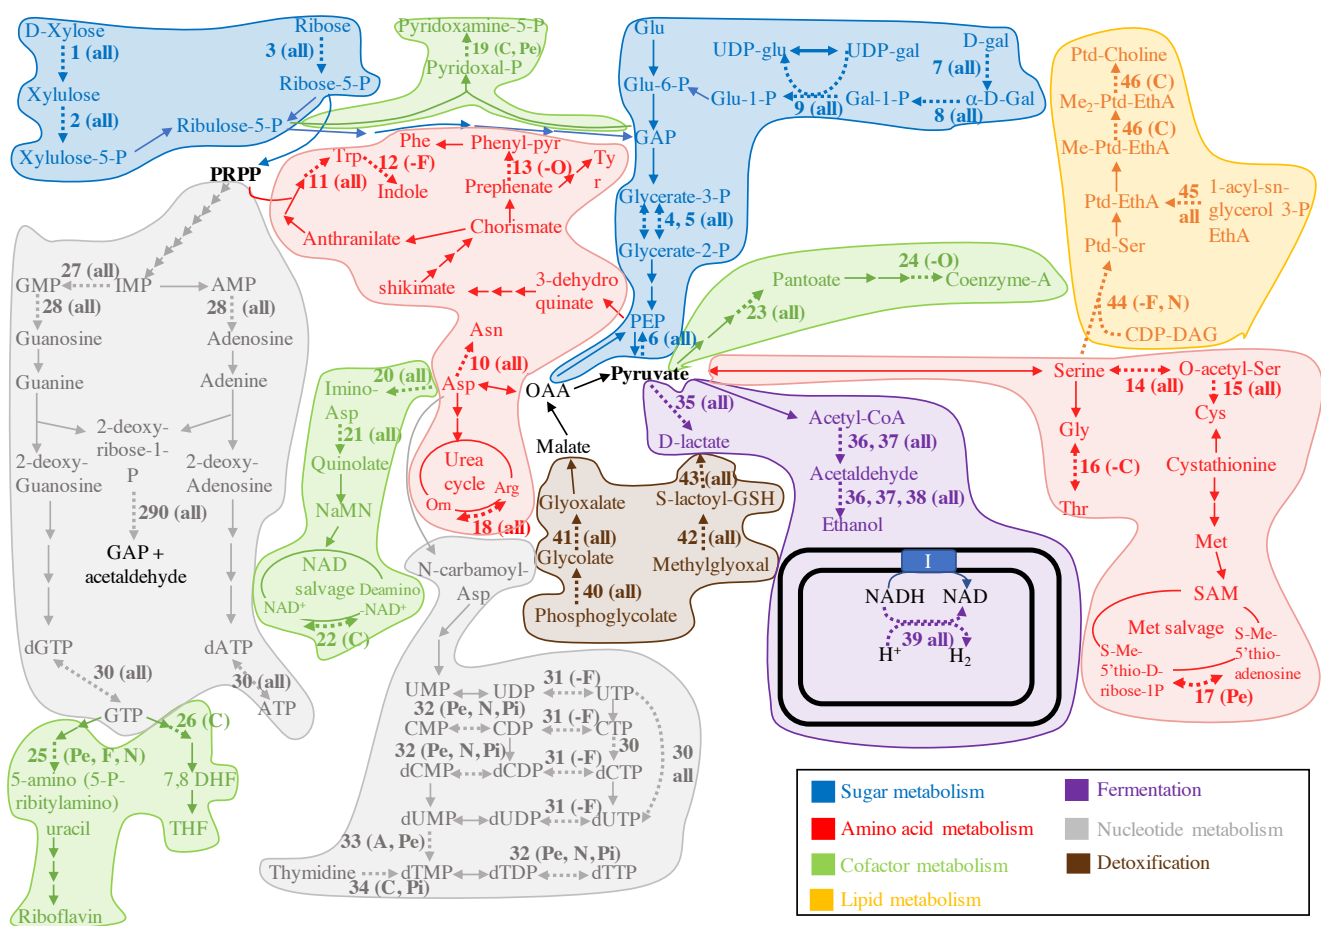 D-Xylose
1 (all)
Xylulose
2 (all)
Xylulose-5-P
Ribose
3 (all)
Ribose-5-P
Ribulose-5-P
PRPP
Pyridoxamine-5-P
19 (C, Pe)
Pyridoxal-P
Glu
Glu-6-P
UDP-glu
UDP-gal
D-gal
7 (all)
Glu-1-P
9 (all)
Gal-1-P
8 (all)
α-D-Gal
GAP
Glycerate-3-P
4, 5 (all)
Glycerate-2-P
PEP
6 (all)
Pyruvate
Ptd-Choline
46 (C)
Me2-Ptd-EthA
46 (C)
Me-Ptd-EthA
Ptd-EthA
45
all
1-acyl-sn-
glycerol 3-P
EthA
Ptd-Ser
44 (-F, N)
CDP-DAG
Phe
Phenyl-pyr
Ty
r
Trp
12 (-F)
13 (-O)
11 (all)
Indole
Prephenate
Anthranilate
Chorismate
shikimate
3-dehydro
quinate
Asn
10 (all)
Asp
OAA
Malate
Urea
cycle
Orn
Arg
18 (all)
Pantoate
24 (-O)
Coenzyme-A
23 (all)
27 (all)
GMP
IMP
AMP
28 (all)
28 (all)
Guanosine
Adenosine
Guanine
Adenine
2-deoxy-
ribose-1-
P
2-deoxy-
Guanosine
2-deoxy-
Adenosine
290 (all)
GAP +
acetaldehyde
dGTP
dATP
30 (all)
30 (all)
GTP
ATP
20 (all)
Imino-
Asp
21 (all)
Quinolate
NaMN
NAD
salvage
NAD+
Deamino
-NAD+
22 (C)
25 (Pe, F, N)
26 (C)
5-amino (5-P-
ribitylamino)
uracil
7,8 DHF
THF
Riboflavin
N-carbamoyl-
Asp
UMP
UDP
31 (-F)
UTP
32 (Pe, N, Pi)
CMP
CDP
31 (-F)
CTP
32 (Pe, N, Pi)
30
30
all
dCMP
dCDP
31 (-F)
dCTP
dUMP
dUDP
31 (-F)
dUTP
33 (A, Pe)
32 (Pe, N, Pi)
Thymidine
34 (C, Pi)
dTMP
dTDP
dTTP
Glyoxalate
41 (all)
Glycolate
40 (all)
Phosphoglycolate
43 (all)
S-lactoyl-GSH
42 (all)
Methylglyoxal
35 (all)
D-lactate
Acetyl-CoA
36, 37 (all)
Acetaldehyde
36, 37, 38 (all)
Ethanol
I
NADH
NAD
39 all)
H+
H2
Serine
14 (all)
O-acetyl-Ser
15 (all)
Cys
Gly
16 (-C)
Thr
Cystathionine
Met
SAM
Met salvage
S-Me-
5'thio-D-
ribose-1P
S-Me-
5'thio-
adenosine
17 (Pe)
Sugar metabolism
Amino acid metabolism
Cofactor metabolism
Lipid metabolism
Fermentation
Nucleotide metabolism
Detoxification